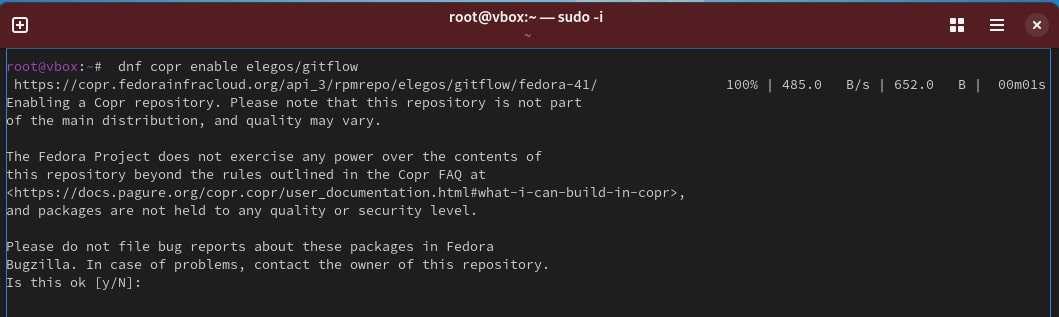 root@vbox:~ — sudo -i
~
root@vbox:~#  dnf copr enable elegos/gitflow
 https://copr.fedorainfracloud.org/api_3/rpmrepo/elegos/gitflow/fedora-41/                100% | 485.0   B/s | 652.0   B |  00m01s
Enabling a Copr repository. Please note that this repository is not part
of the main distribution, and quality may vary.

The Fedora Project does not exercise any power over the contents of
this repository beyond the rules outlined in the Copr FAQ at
<https://docs.pagure.org/copr.copr/user_documentation.html#what-i-can-build-in-copr>,
and packages are not held to any quality or security level.

Please do not file bug reports about these packages in Fedora
Bugzilla. In case of problems, contact the owner of this repository.
Is this ok [y/N]: